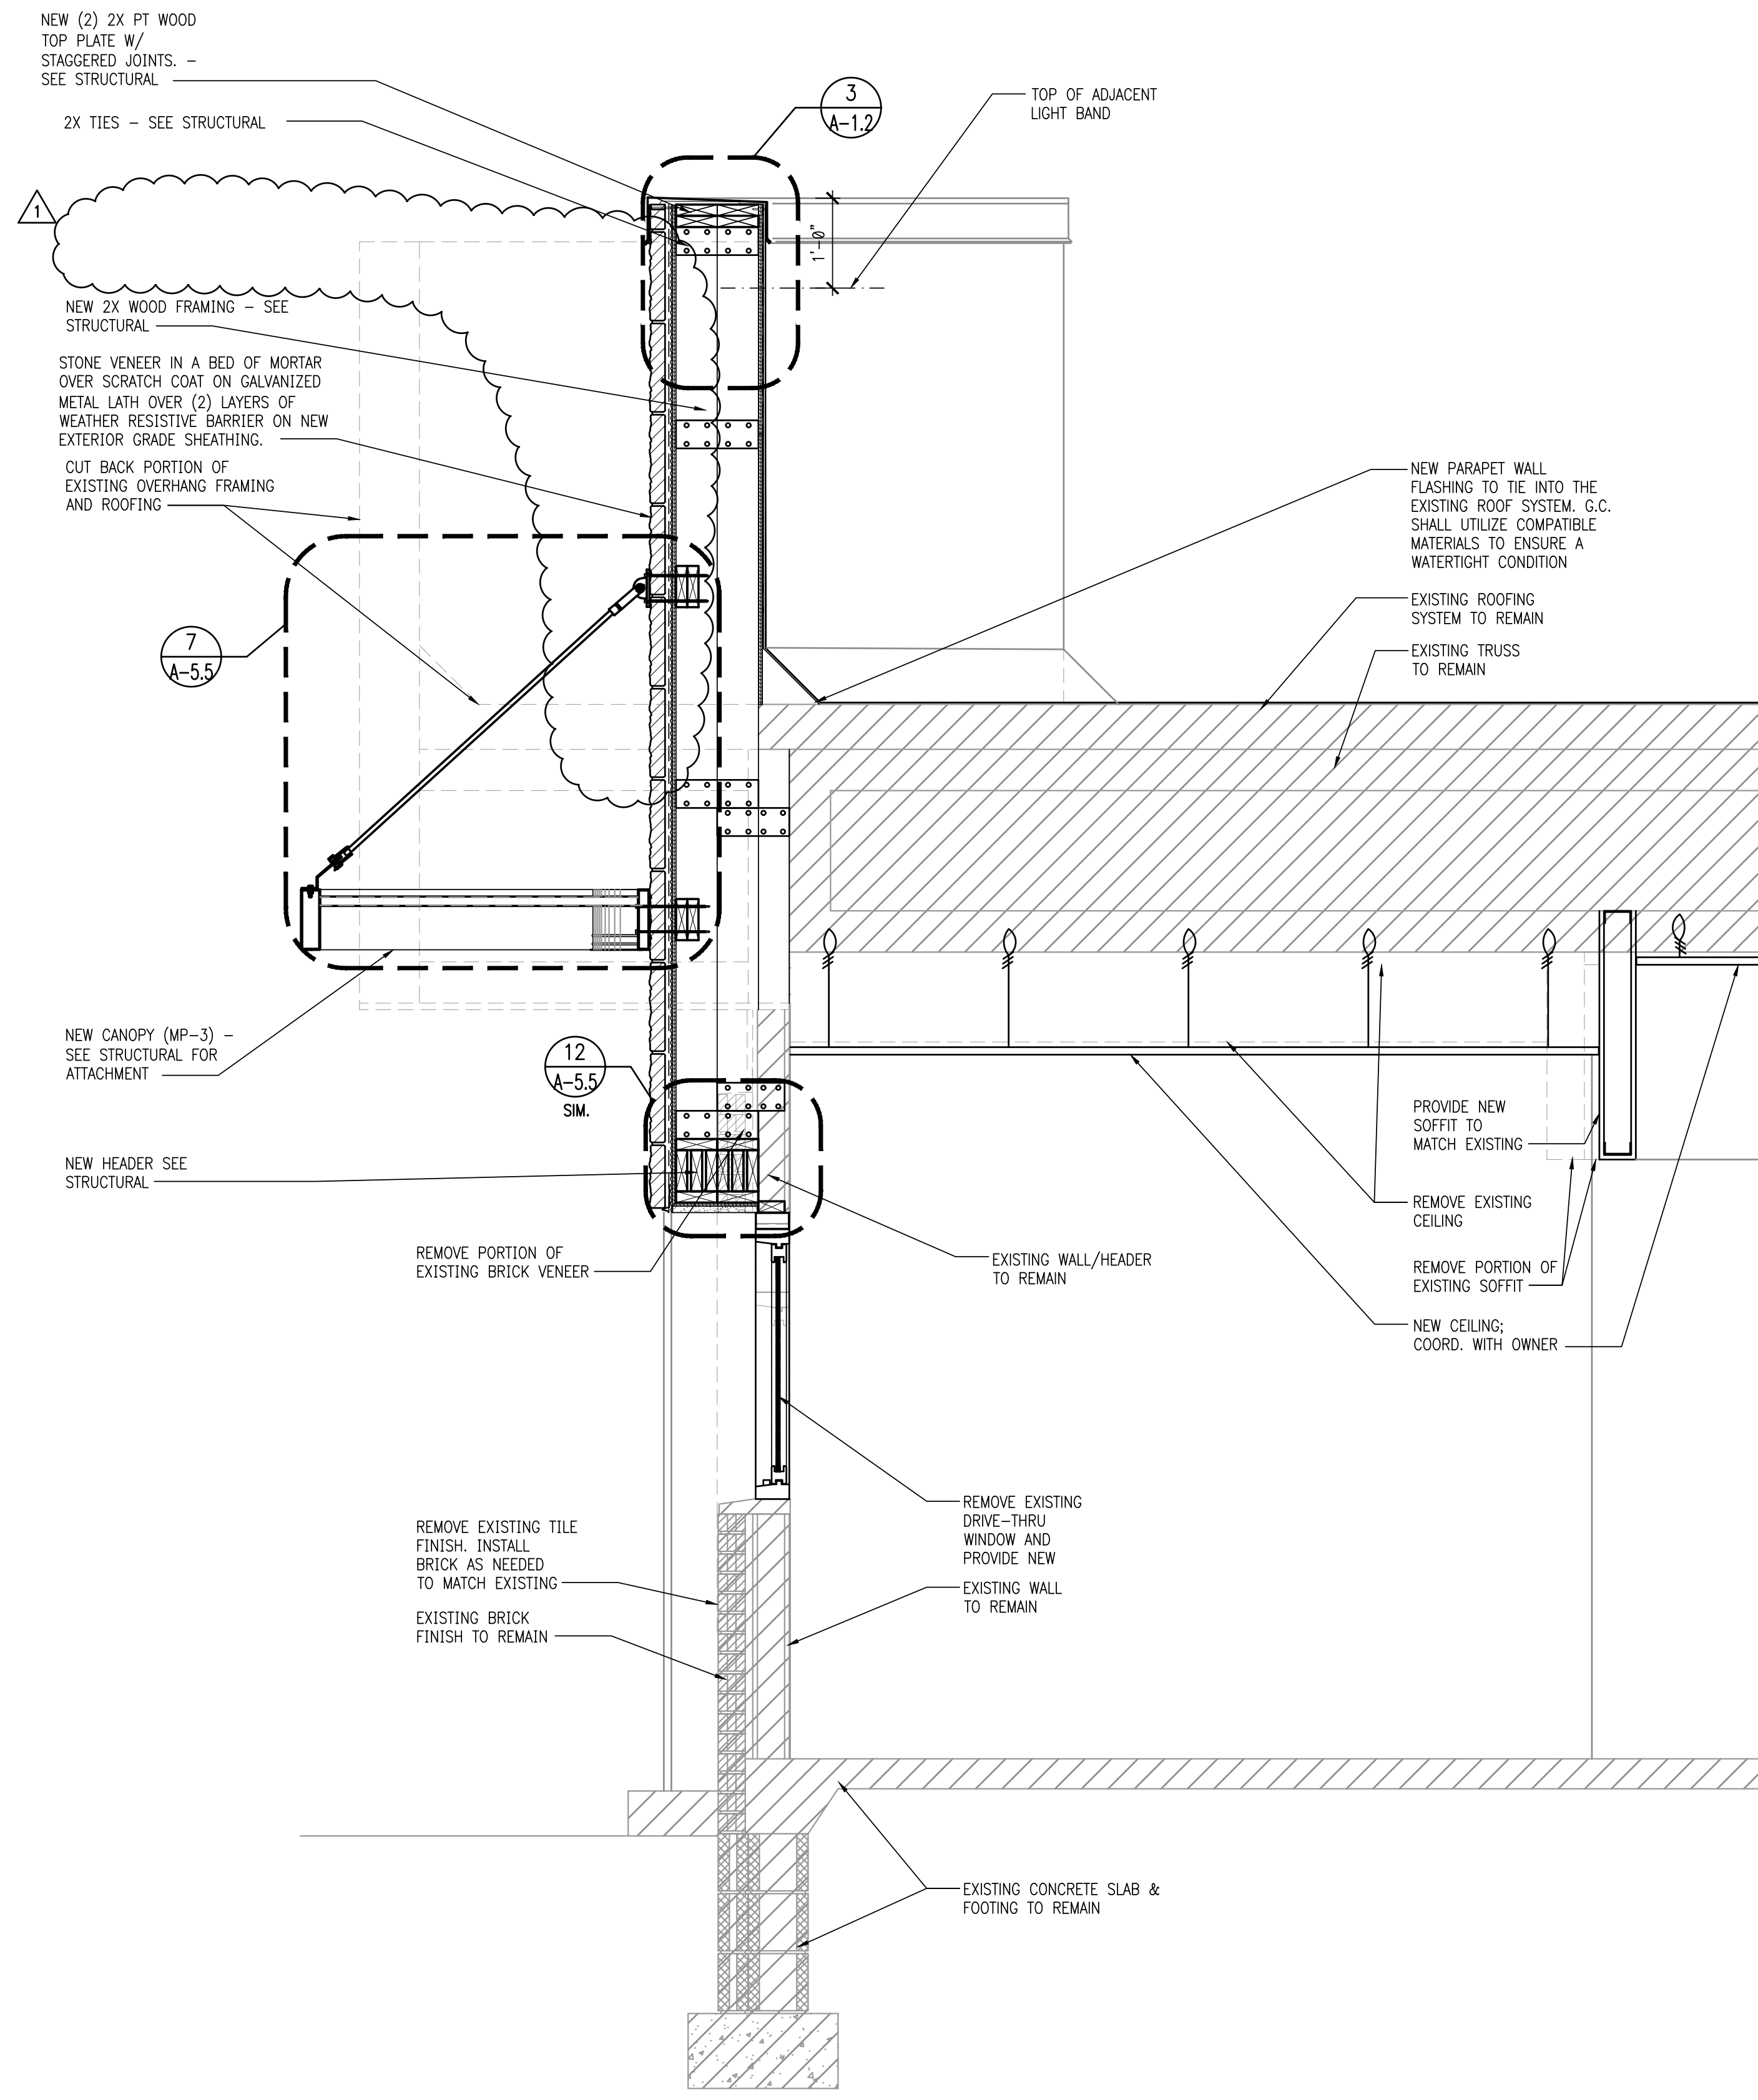 NEW (2) 2X PT WOOD
TOP PLATE W/
STAGGERED JOINTS. –
SEE STRUCTURAL
2X TIES – SEE STRUCTURAL
3
A–1.2
TOP OF ADJACENT
LIGHT BAND
1
1'–0"
NEW 2X WOOD FRAMING – SEE
STRUCTURAL
STONE VENEER IN A BED OF MORTAR
OVER SCRATCH COAT ON GALVANIZED
METAL LATH OVER (2) LAYERS OF
WEATHER RESISTIVE BARRIER ON NEW
EXTERIOR GRADE SHEATHING.
CUT BACK PORTION OF
EXISTING OVERHANG FRAMING
AND ROOFING
NEW PARAPET WALL
FLASHING TO TIE INTO THE
EXISTING ROOF SYSTEM. G.C.
SHALL UTILIZE COMPATIBLE
MATERIALS TO ENSURE A
WATERTIGHT CONDITION
EXISTING ROOFING
SYSTEM TO REMAIN
EXISTING TRUSS
TO REMAIN
7
A–5.5
NEW CANOPY (MP–3) –
SEE STRUCTURAL FOR
ATTACHMENT
12
A–5.5
SIM.
NEW HEADER SEE
STRUCTURAL
PROVIDE NEW
SOFFIT TO
MATCH EXISTING
REMOVE EXISTING
CEILING
REMOVE PORTION OF
EXISTING BRICK VENEER
EXISTING WALL/HEADER
TO REMAIN
REMOVE PORTION OF
EXISTING SOFFIT
NEW CEILING;
COORD. WITH OWNER
REMOVE EXISTING
DRIVE–THRU
WINDOW AND
PROVIDE NEW
REMOVE EXISTING TILE
FINISH. INSTALL
BRICK AS NEEDED
TO MATCH EXISTING
EXISTING WALL
TO REMAIN
EXISTING BRICK
FINISH TO REMAIN
EXISTING CONCRETE SLAB &
FOOTING TO REMAIN